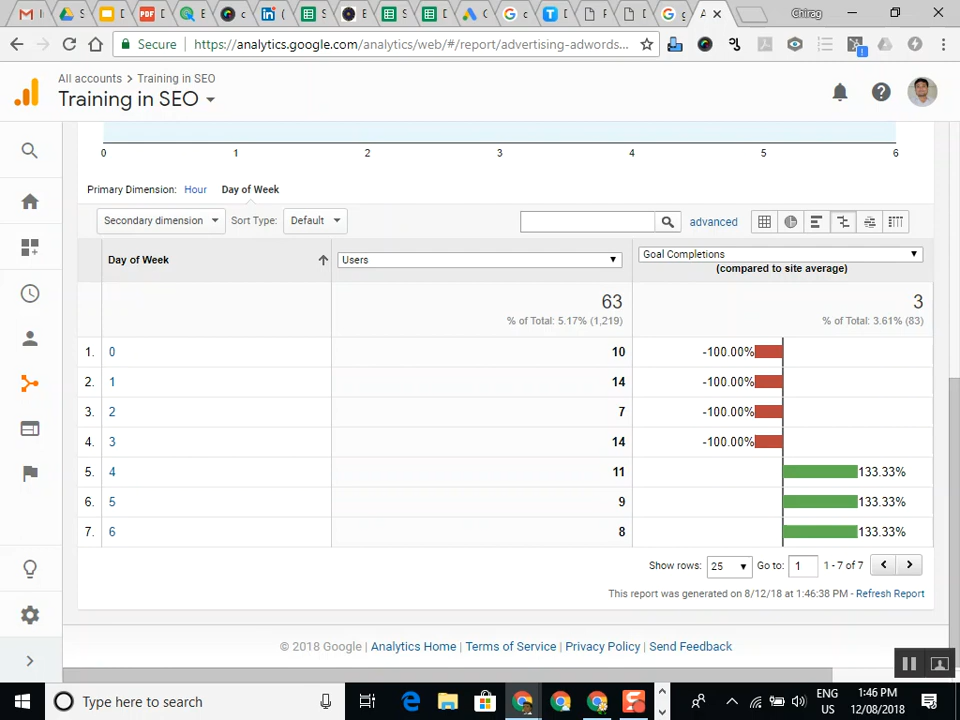 Chirag
Secure
https://analytics.google.com/analytics/web/#/report/advertising-adwords...
All accounts > Training in SEO
Training in SEO
0 1 2 3 4 5 6
Primary Dimension: Hour Day of Week
Secondary dimension Sort Type: Default advanced
Day of Week Users Goal Completions
(compared to site average)
63 3
% of Total: 5.17% (1,219) % of Total: 3.61% (83)
1. 0 10 -100.00%
2. 1 14 -100.00%
3. 2 7 -100.00%
4. 3 14 -100.00%
5. 4 11 133.33%
6. 5 9 133.33%
7. 6 8 133.33%
Show rows: 25 Go to: 1 1 - 7 of 7
This report was generated on 8/12/18 at 1:46:38 PM - Refresh Report
© 2018 Google | Analytics Home | Terms of Service | Privacy Policy | Send Feedback
Type here to search
ENG 1:46 PM
US 12/08/2018